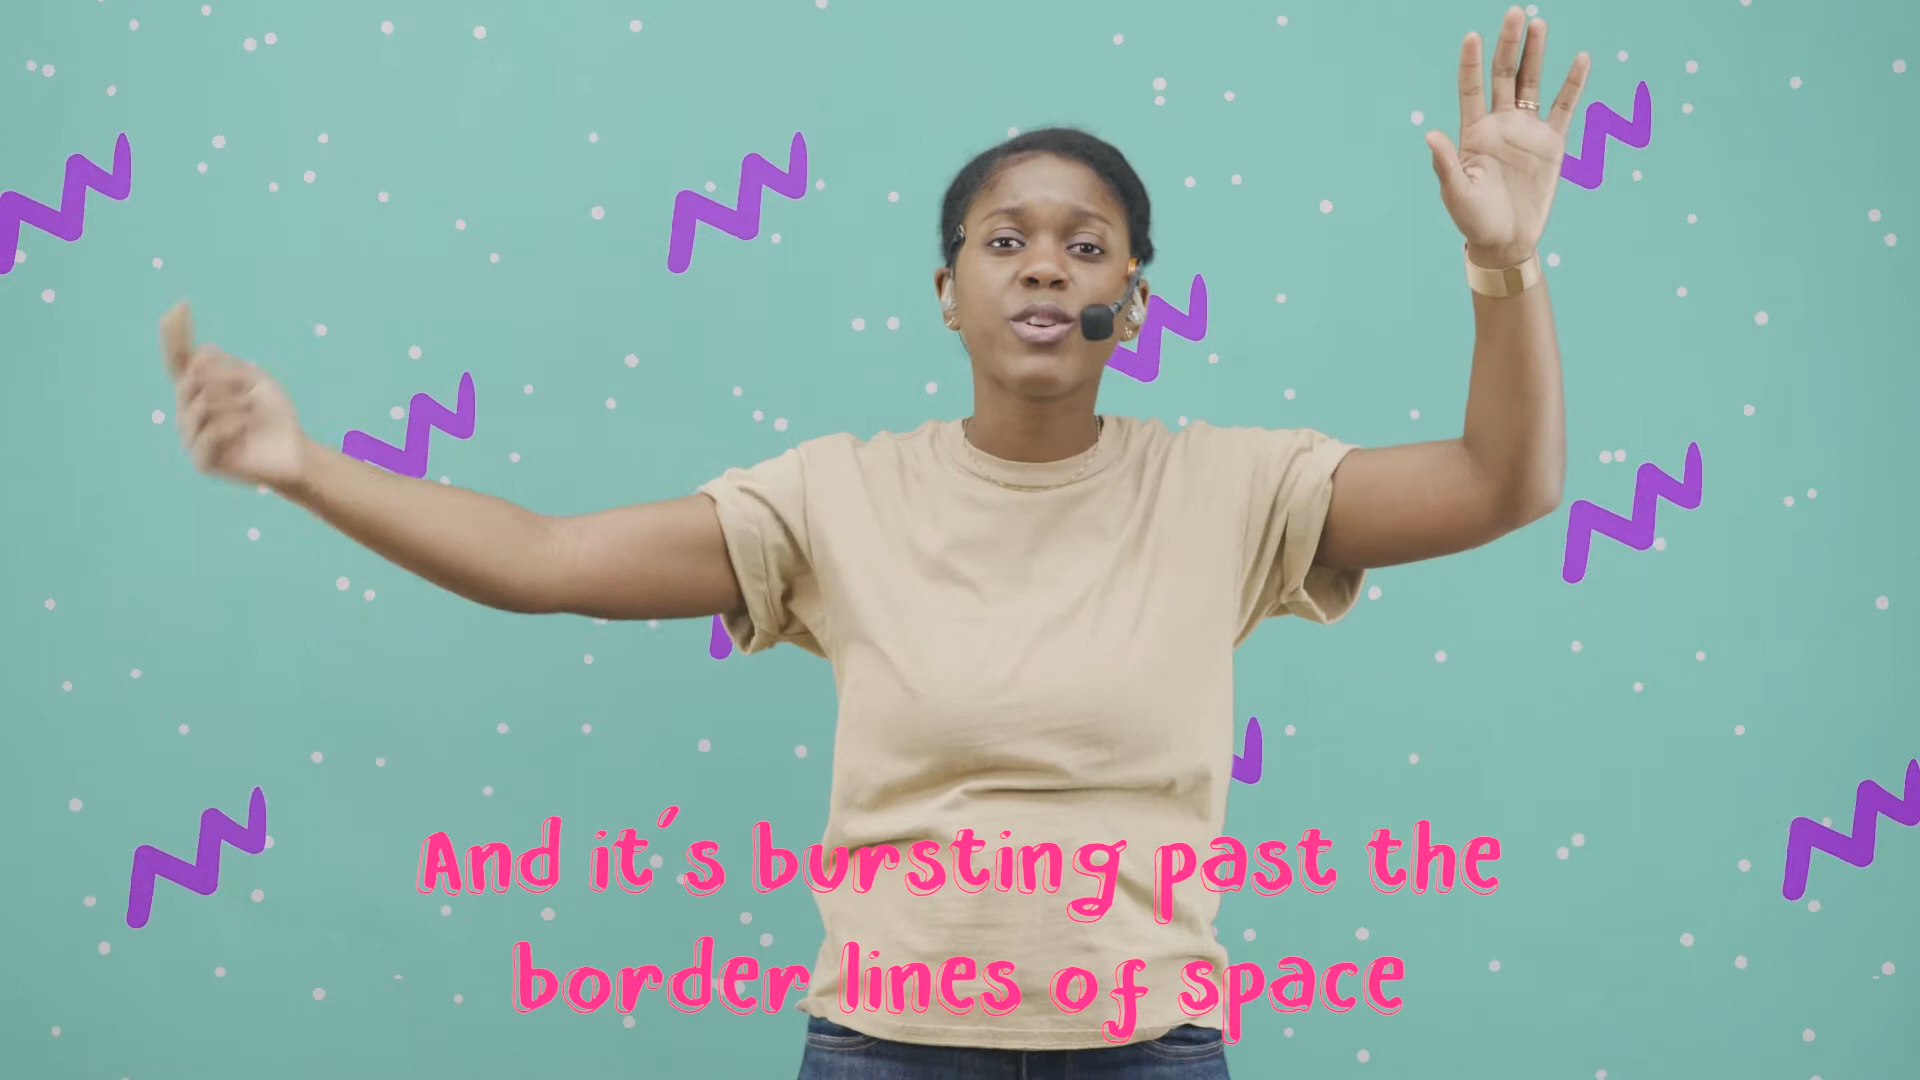 And it's bursting past the
border lines of space